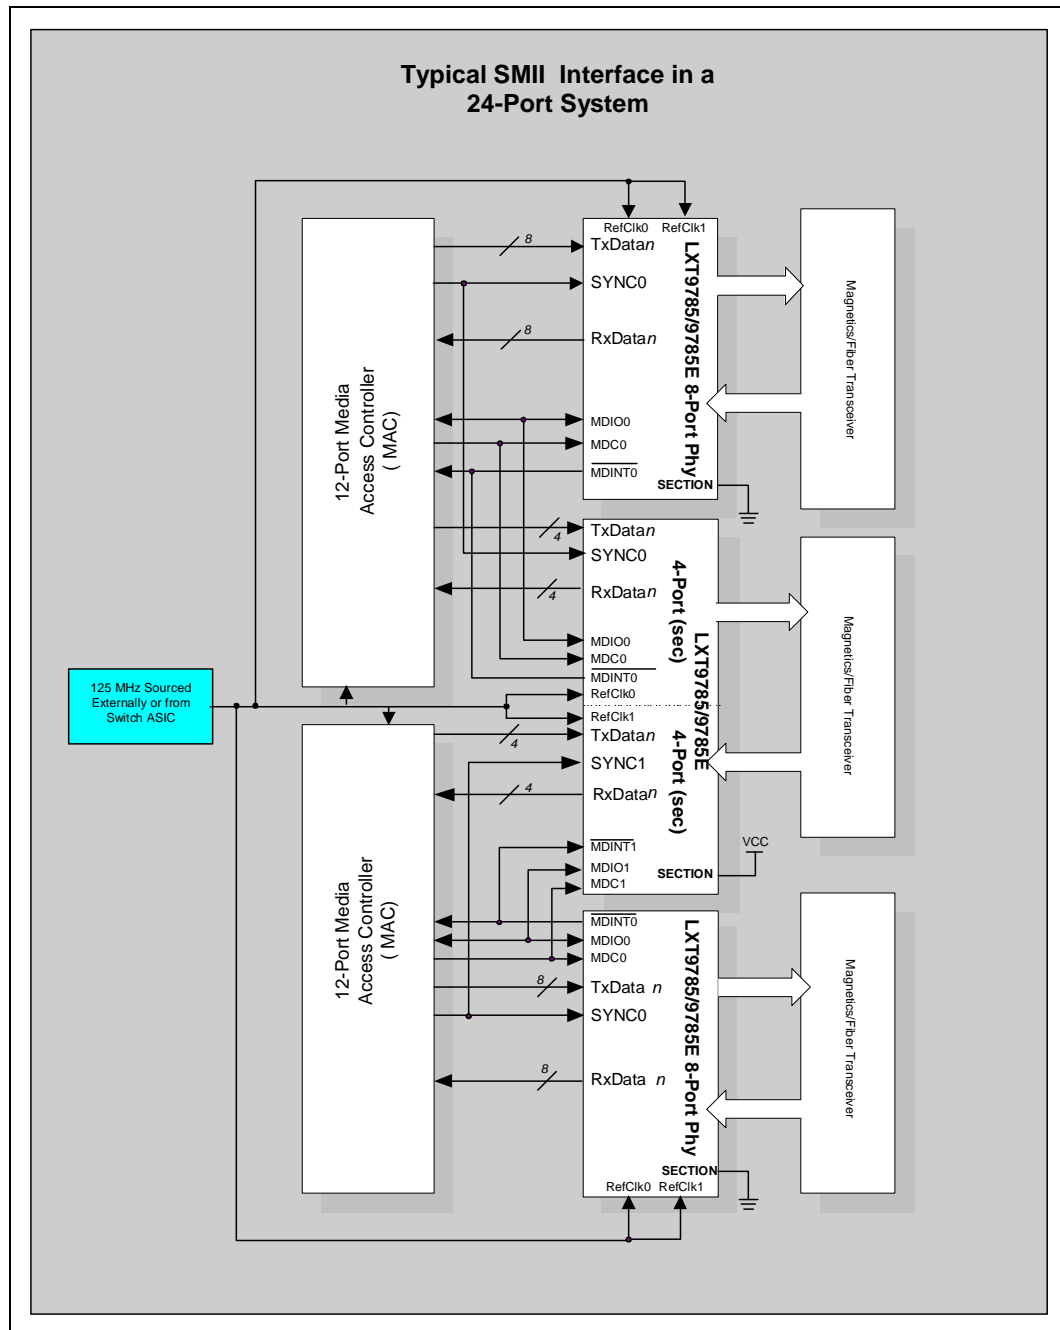 Typical SMII Interface in a
24-Port System
12-Port Media
Access Controller
( MAC)
8
8
RefClk0 RefClk1
TxDatan
SYNC0
RxDatan
MDIO0
MDC0
MDINT0
SECTION
LXT9785/9785E 8-Port Phy
Magnetics/Fiber Transceiver
4
4
TxDatan
SYNC0
RxDatan
MDIO0
MDC0
MDINT0
RefClk0
4-Port (sec)
LXT9785/9785E
Magnetics/Fiber Transceiver
125 MHz Sourced
Externally or from
Switch ASIC
12-Port Media
Access Controller
( MAC)
4
4
RefClk1
TxDatan
SYNC1
RxDatan
MDINT1
MDIO1
MDC1
4-Port (sec)
SECTION
VCC
8
8
MDINT0
MDIO0
MDC0
TxData n
SYNC0
RxData n
LXT9785/9785E 8-Port Phy
SECTION
RefClk0 RefClk1
Magnetics/Fiber Transceiver